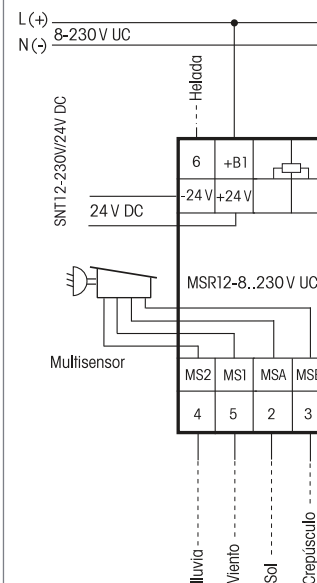 L (+)
8-230 V UC
N (-)
Helada
SNT12-230V/24V DC
6
+B1
-24 V
+24 V
24 V DC
MSR12-8..230 V UC
Multisensor
MS2
MS1
MSA
4
5
2
3
lluvia
Viento
Sol
Crepúsculo